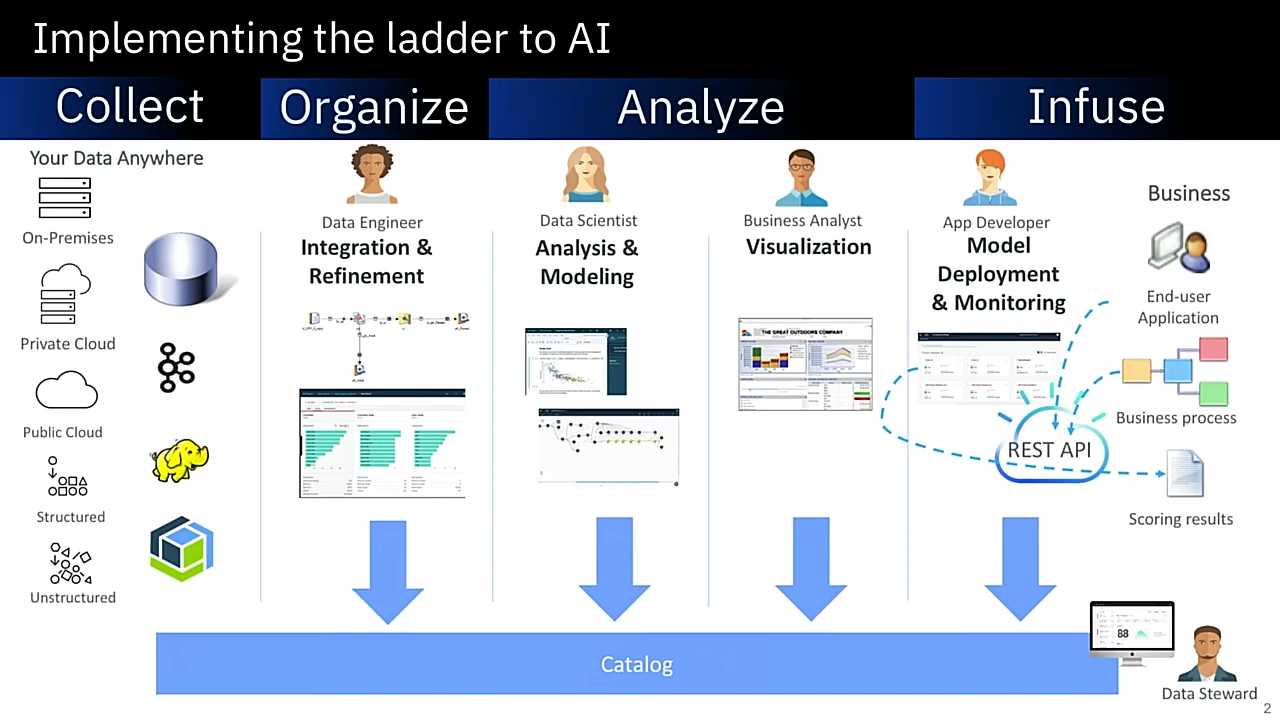 Implementing the ladder to AI
Collect
Organize
Analyze
Infuse
Your Data Anywhere
On-Premises
Private Cloud
Public Cloud
Structured
Unstructured
Data Engineer
Integration &
Refinement
Data Scientist
Analysis &
Modeling
Business Analyst
Visualization
THE GREAT OUTDOORS COMPANY
App Developer
Model
Deployment
& Monitoring
REST API
Business
End-user
Application
Business process
Scoring results
Catalog
88
Data Steward
2